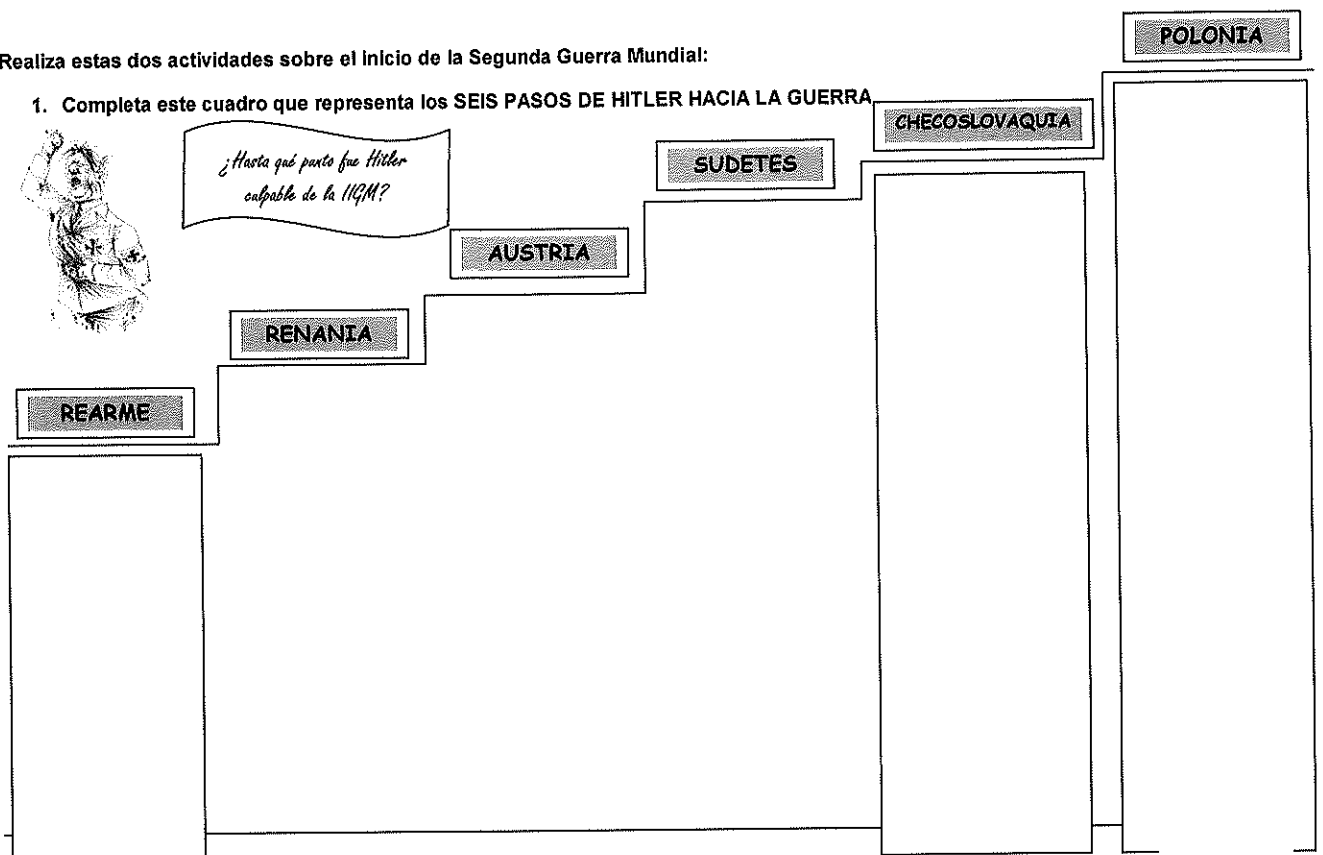 Realiza estas dos actividades sobre el inicio de la Segunda Guerra Mundial:
1. Completa este cuadro que representa los SEIS PASOS DE HITLER HACIA LA GUERRA
¿Hasta qué punto fue Hitler
culpable de la IIGM?
POLONIA
CHECOSLOVAQUIA
SUDETES
AUSTRIA
RENANIA
REARME